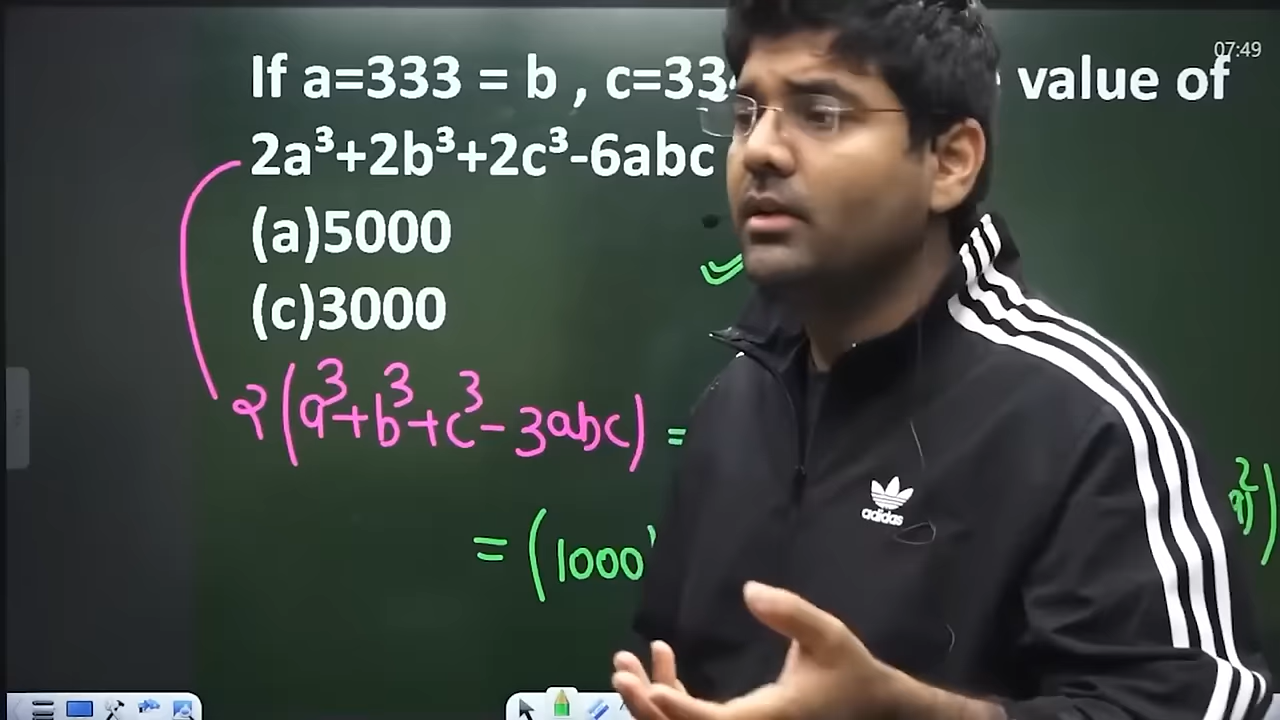 07:49
If a=333 = b , c=33 value of
2a³+2b³+2c³-6abc
(a)5000
(c)3000
2(a³+b³+c³-3abc) =
= (1000)
adidas